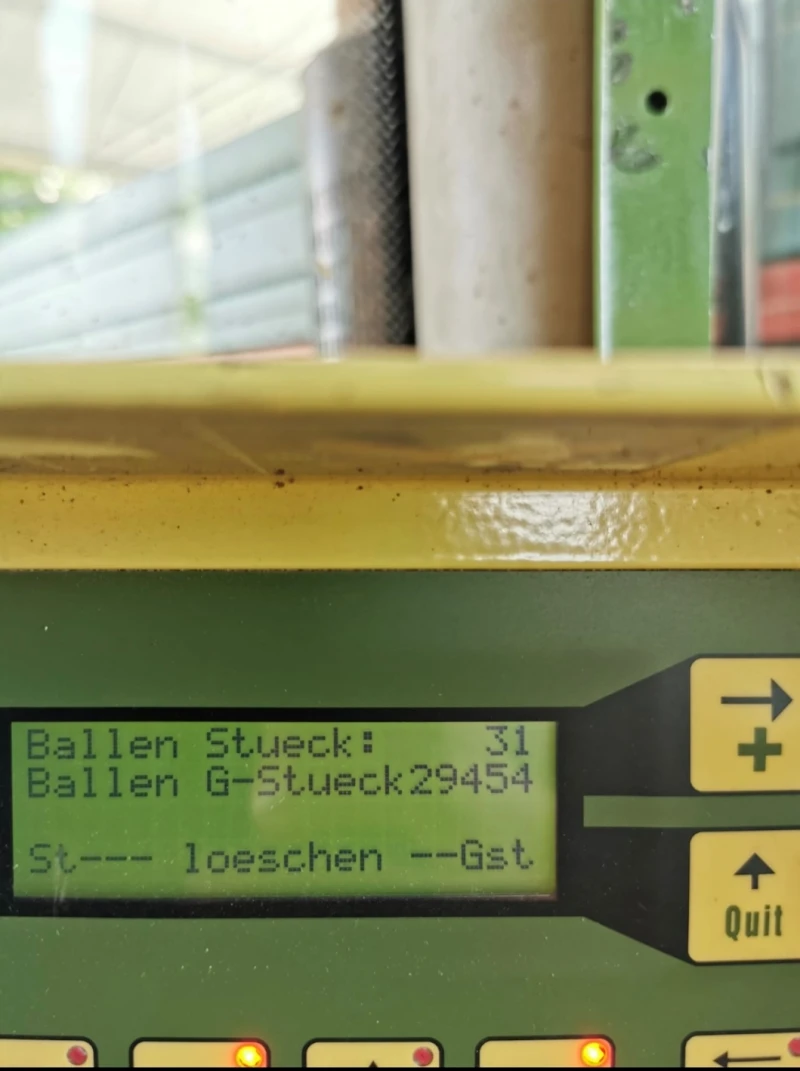 Ballen Stueck: 31
Ballen G-Stueck29454
St--- loeschen --Gst
+
Quit